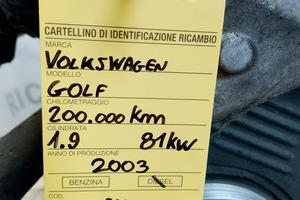 CARTELLINO DI IDENTIFICAZIONE RICAMBIO
MARCA
VOLKSWAGEN
MODELLO
GOLF
CHILOMETRAGGIO
200.000 Km
CILINDRATA
1.9 81KW
ANNO DI PRODUZIONE
2003
BENZINA DIESEL
COD.